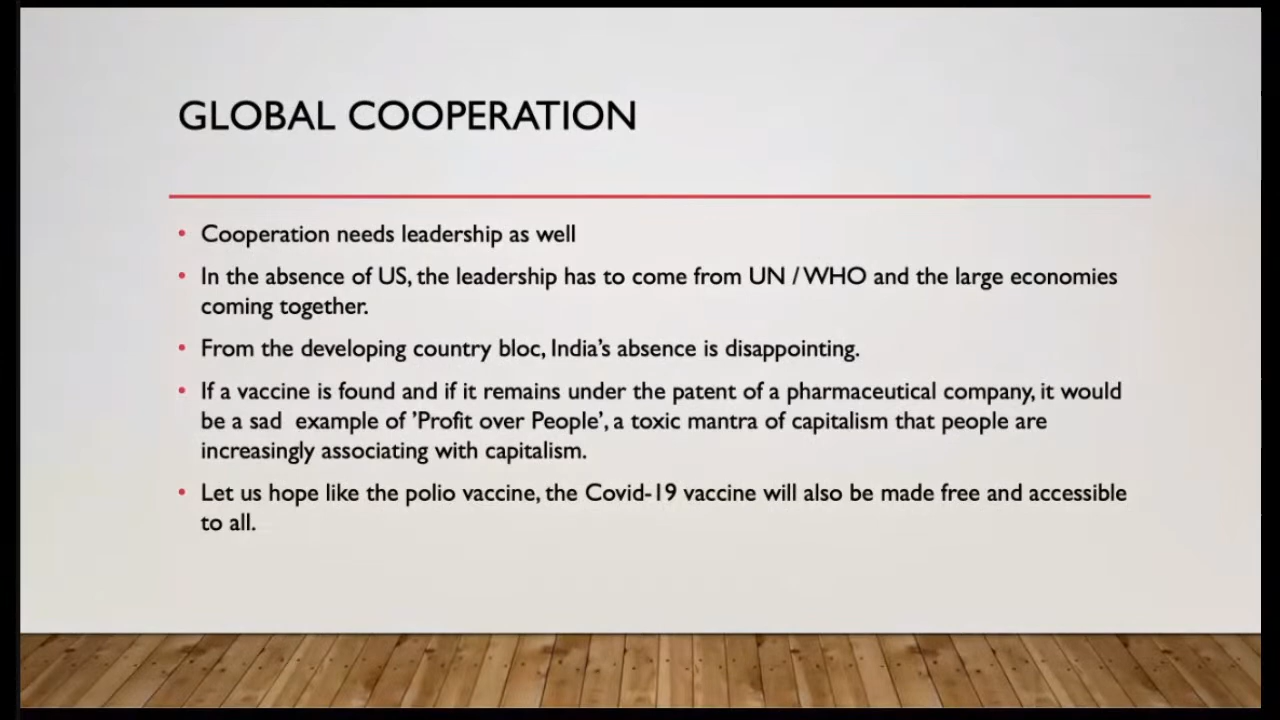 GLOBAL COOPERATION
• Cooperation needs leadership as well
• In the absence of US, the leadership has to come from UN / WHO and the large economies
coming together.
• From the developing country bloc, India’s absence is disappointing.
• If a vaccine is found and if it remains under the patent of a pharmaceutical company, it would
be a sad  example of ’Profit over People’, a toxic mantra of capitalism that people are
increasingly associating with capitalism.
• Let us hope like the polio vaccine, the Covid-19 vaccine will also be made free and accessible
to all.